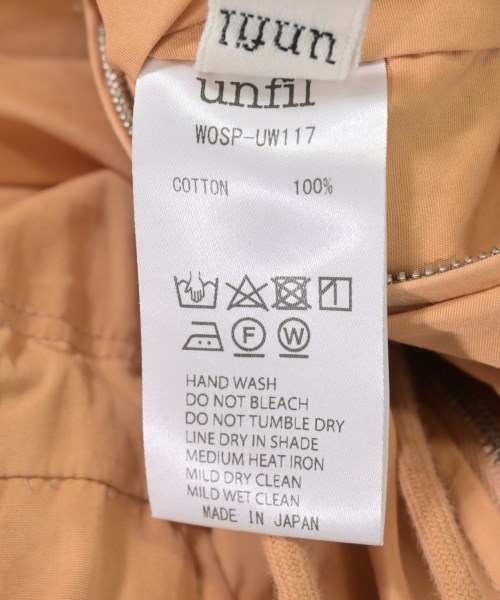 unfil
unfil
WOSP-UW117
COTTON 100%
F W
HAND WASH
DO NOT BLEACH
DO NOT TUMBLE DRY
LINE DRY IN SHADE
MEDIUM HEAT IRON
MILD DRY CLEAN
MILD WET CLEAN
MADE IN JAPAN